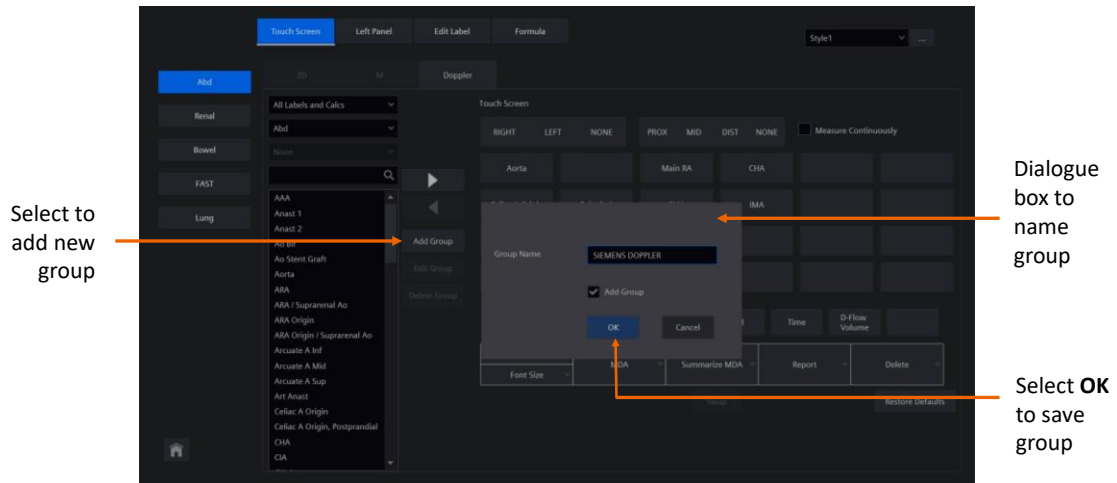 Touch Screen Left Panel Edit Label Formula
Style1 ...
Abd
Renal
Bowel
FAST
Lung
2D M Doppler
All Labels and Calcs
Abd
None
AAA
Anast 1
Anast 2
Ao Bif
Ao Stent Graft
Aorta
ARA
ARA / Suprarenal Ao
ARA Origin
ARA Origin / Suprarenal Ao
Arcuate A Inf
Arcuate A Mid
Arcuate A Sup
Art Anast
Celiac A Origin
Celiac A Origin, Postprandial
CHA
CIA
Add Group
Edit Group
Delete Group
Touch Screen
RIGHT LEFT NONE PROX MID DIST NONE Measure Continuously
Aorta Main RA CHA
IMA
Group Name SIEMENS DOPPLER
Add Group
OK Cancel
Time D-Flow
Volume
Font Size MDA Summarize MDA Report Delete
Swap Restore Defaults
Select to
add new
group
Dialogue
box to
name
group
Select OK
to save
group